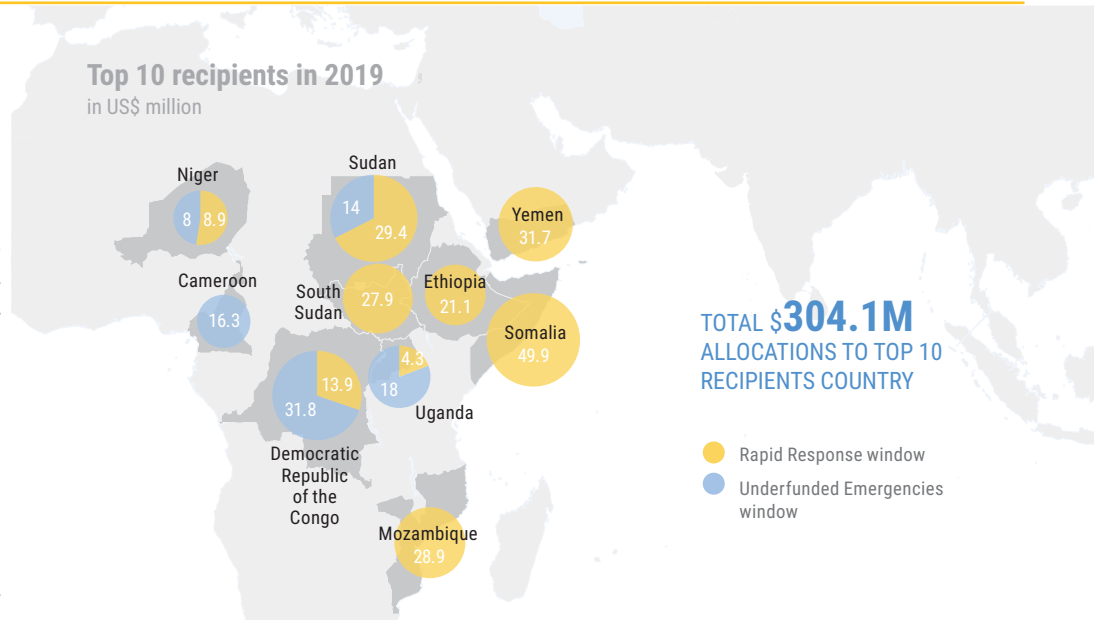 Top 10 recipients in 2019
in US$ million
Niger
8
8.9
Sudan
14
29.4
Yemen
31.7
Cameroon
16.3
South
Sudan
27.9
Ethiopia
21.1
Somalia
49.9
13.9
31.8
Democratic
Republic
of the
Congo
4.3
18
Uganda
Mozambique
28.9
TOTAL $304.1M
ALLOCATIONS TO TOP 10
RECIPIENTS COUNTRY
Rapid Response window
Underfunded Emergencies
window